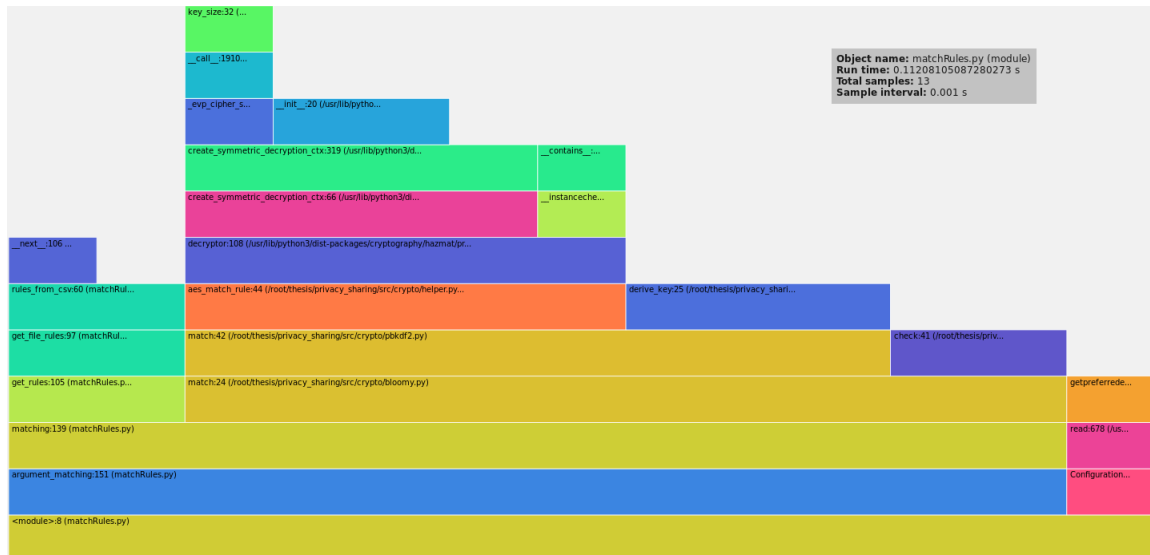 key_size:32 (...
__call__:1910...
_evp_cipher_s...
__init__:20 (/usr/lib/pytho...
Object name: matchRules.py (module)
Run time: 0.11208105087280273 s
Total samples: 13
Sample interval: 0.001 s
create_symmetric_decryption_ctx:319 (/usr/lib/python3/d...
__contains__:...
create_symmetric_decryption_ctx:66 (/usr/lib/python3/di...
__instanceche...
__next__:106 ...
decryptor:108 (/usr/lib/python3/dist-packages/cryptography/hazmat/pr...
rules_from_csv:60 (matchRul...
aes_match_rule:44 (/root/thesis/privacy_sharing/src/crypto/helper.py...
derive_key:25 (/root/thesis/privacy_shari...
get_file_rules:97 (matchRul...
match:42 (/root/thesis/privacy_sharing/src/crypto/pbkdf2.py)
check:41 (/root/thesis/priv...
get_rules:105 (matchRules.p...
match:24 (/root/thesis/privacy_sharing/src/crypto/bloomy.py)
getpreferrede...
matching:139 (matchRules.py)
read:678 (/us...
argument_matching:151 (matchRules.py)
Configuration...
<module>:8 (matchRules.py)